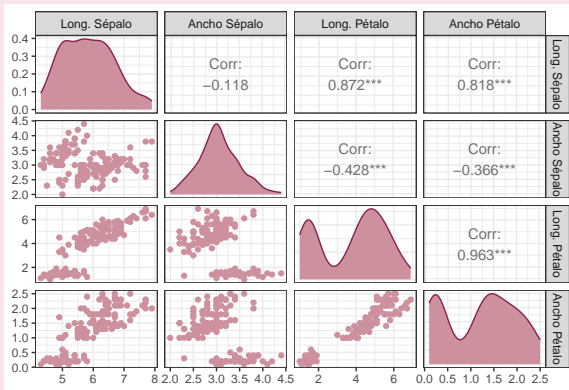 Long. Sépalo Ancho Sépalo Long. Pétalo Ancho Pétalo
0.4
0.3
0.2
0.1
0.0
Corr:
−0.118
Corr:
0.872***
Corr:
0.818***
Long. Sépalo
4.5
4.0
3.5
3.0
2.5
2.0
Corr:
−0.428***
Corr:
−0.366***
Ancho Sépalo
6
4
2
Corr:
0.963***
Long. Pétalo
2.5
2.0
1.5
1.0
0.5
0.0
Ancho Pétalo
5 6 7 8 2.0 2.5 3.0 3.5 4.0 4.5 2 4 6 0.0 0.5 1.0 1.5 2.0 2.5